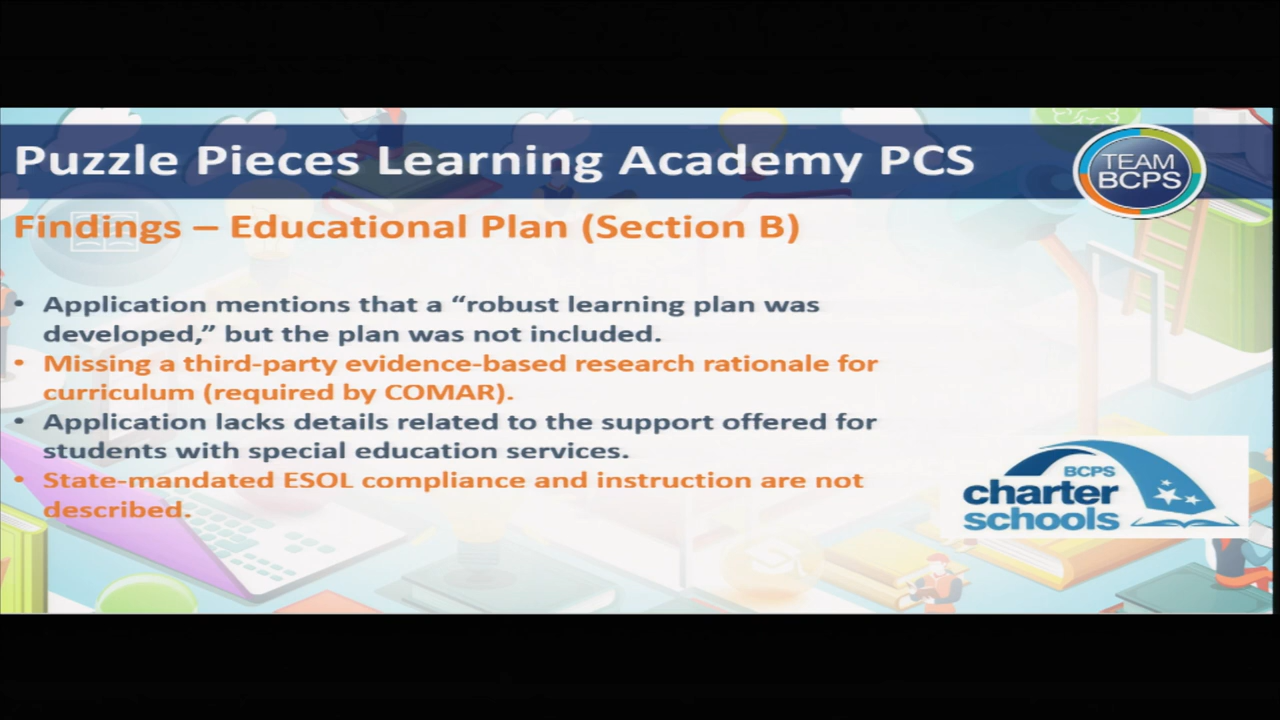 Puzzle Pieces Learning Academy PCS
TEAM
BCPS
Findings – Educational Plan (Section B)
• Application mentions that a “robust learning plan was
developed,” but the plan was not included.
• Missing a third-party evidence-based research rationale for
curriculum (required by COMAR).
• Application lacks details related to the support offered for
students with special education services.
• State-mandated ESOL compliance and instruction are not
described.
BCPS
charter
schools